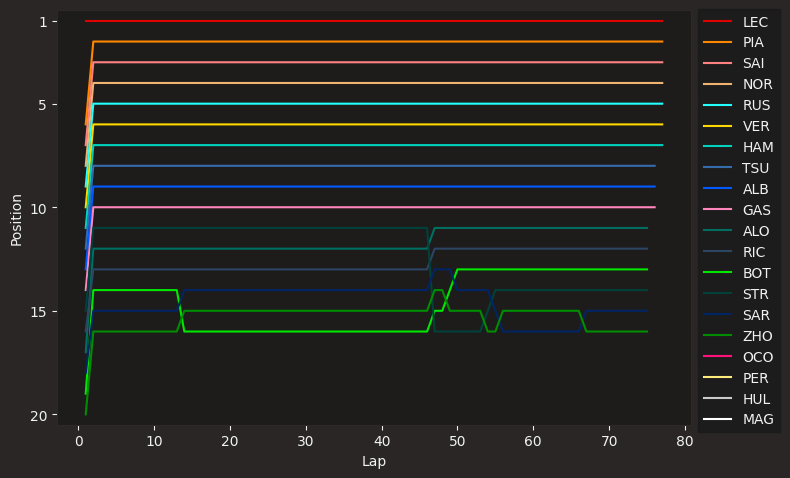 1
5
10
15
20
Position
0 10 20 30 40 50 60 70 80
Lap
LEC
PIA
SAI
NOR
RUS
VER
HAM
TSU
ALB
GAS
ALO
RIC
BOT
STR
SAR
ZHO
OCO
PER
HUL
MAG